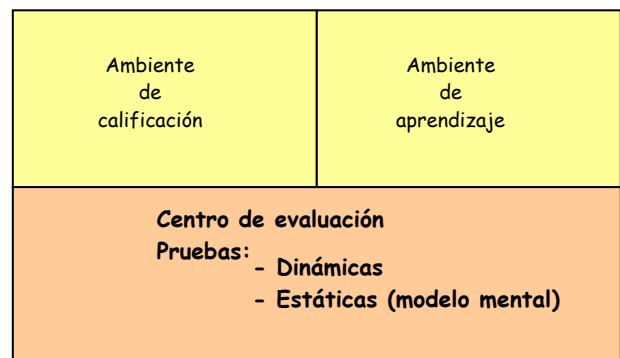 Ambiente
de
calificación
Ambiente
de
aprendizaje
Centro de evaluación
Pruebas:
- Dinámicas
- Estáticas (modelo mental)